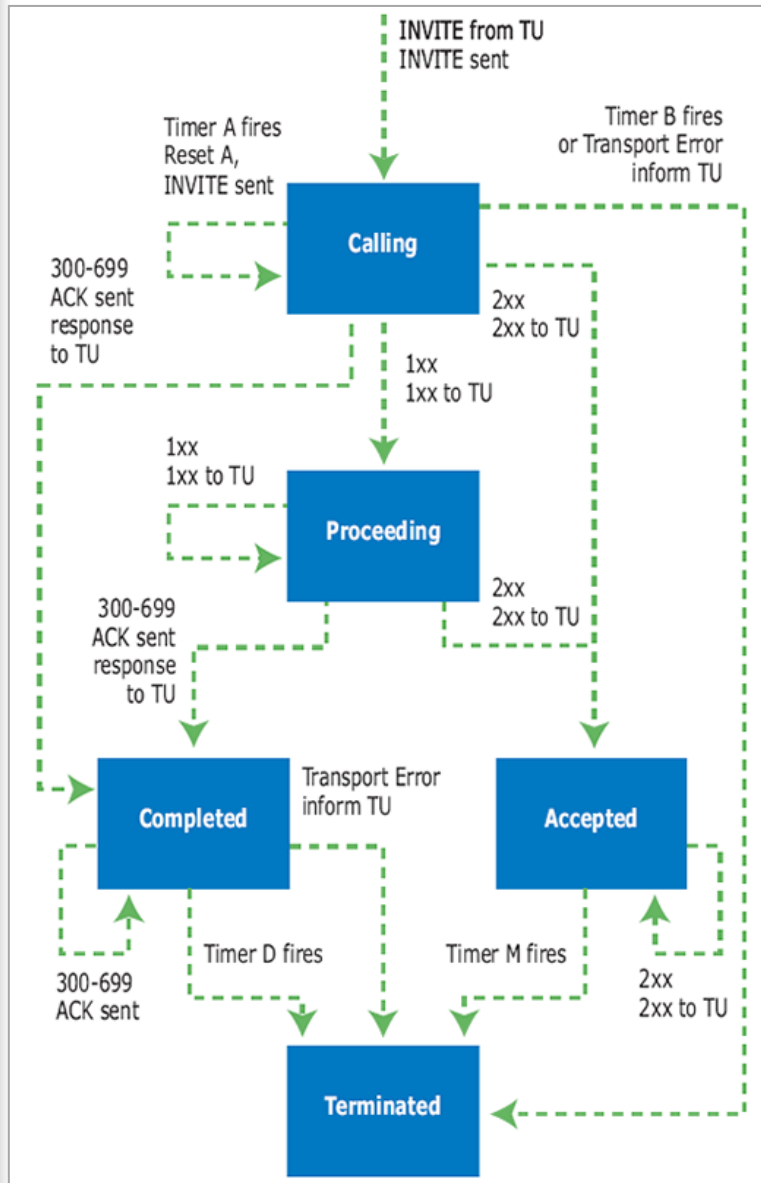 INVITE from TU
INVITE sent
Timer A fires
Reset A,
INVITE sent
Timer B fires
or Transport Error
inform TU
Calling
300-699
ACK sent
response
to TU
2xx
2xx to TU
1xx
1xx to TU
1xx
1xx to TU
Proceeding
2xx
2xx to TU
300-699
ACK sent
response
to TU
Completed
Transport Error
inform TU
Accepted
Timer D fires
Timer M fires
300-699
ACK sent
2xx
2xx to TU
Terminated